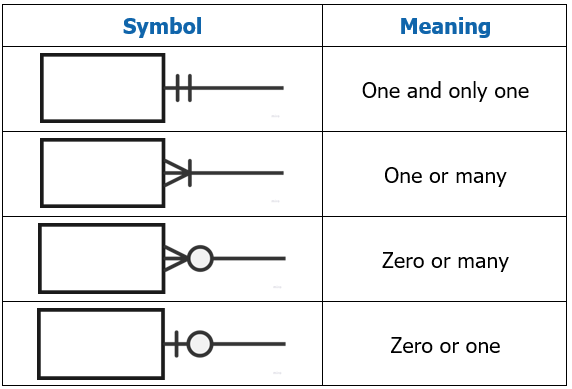 Symbol
Meaning
One and only one
One or many
Zero or many
Zero or one